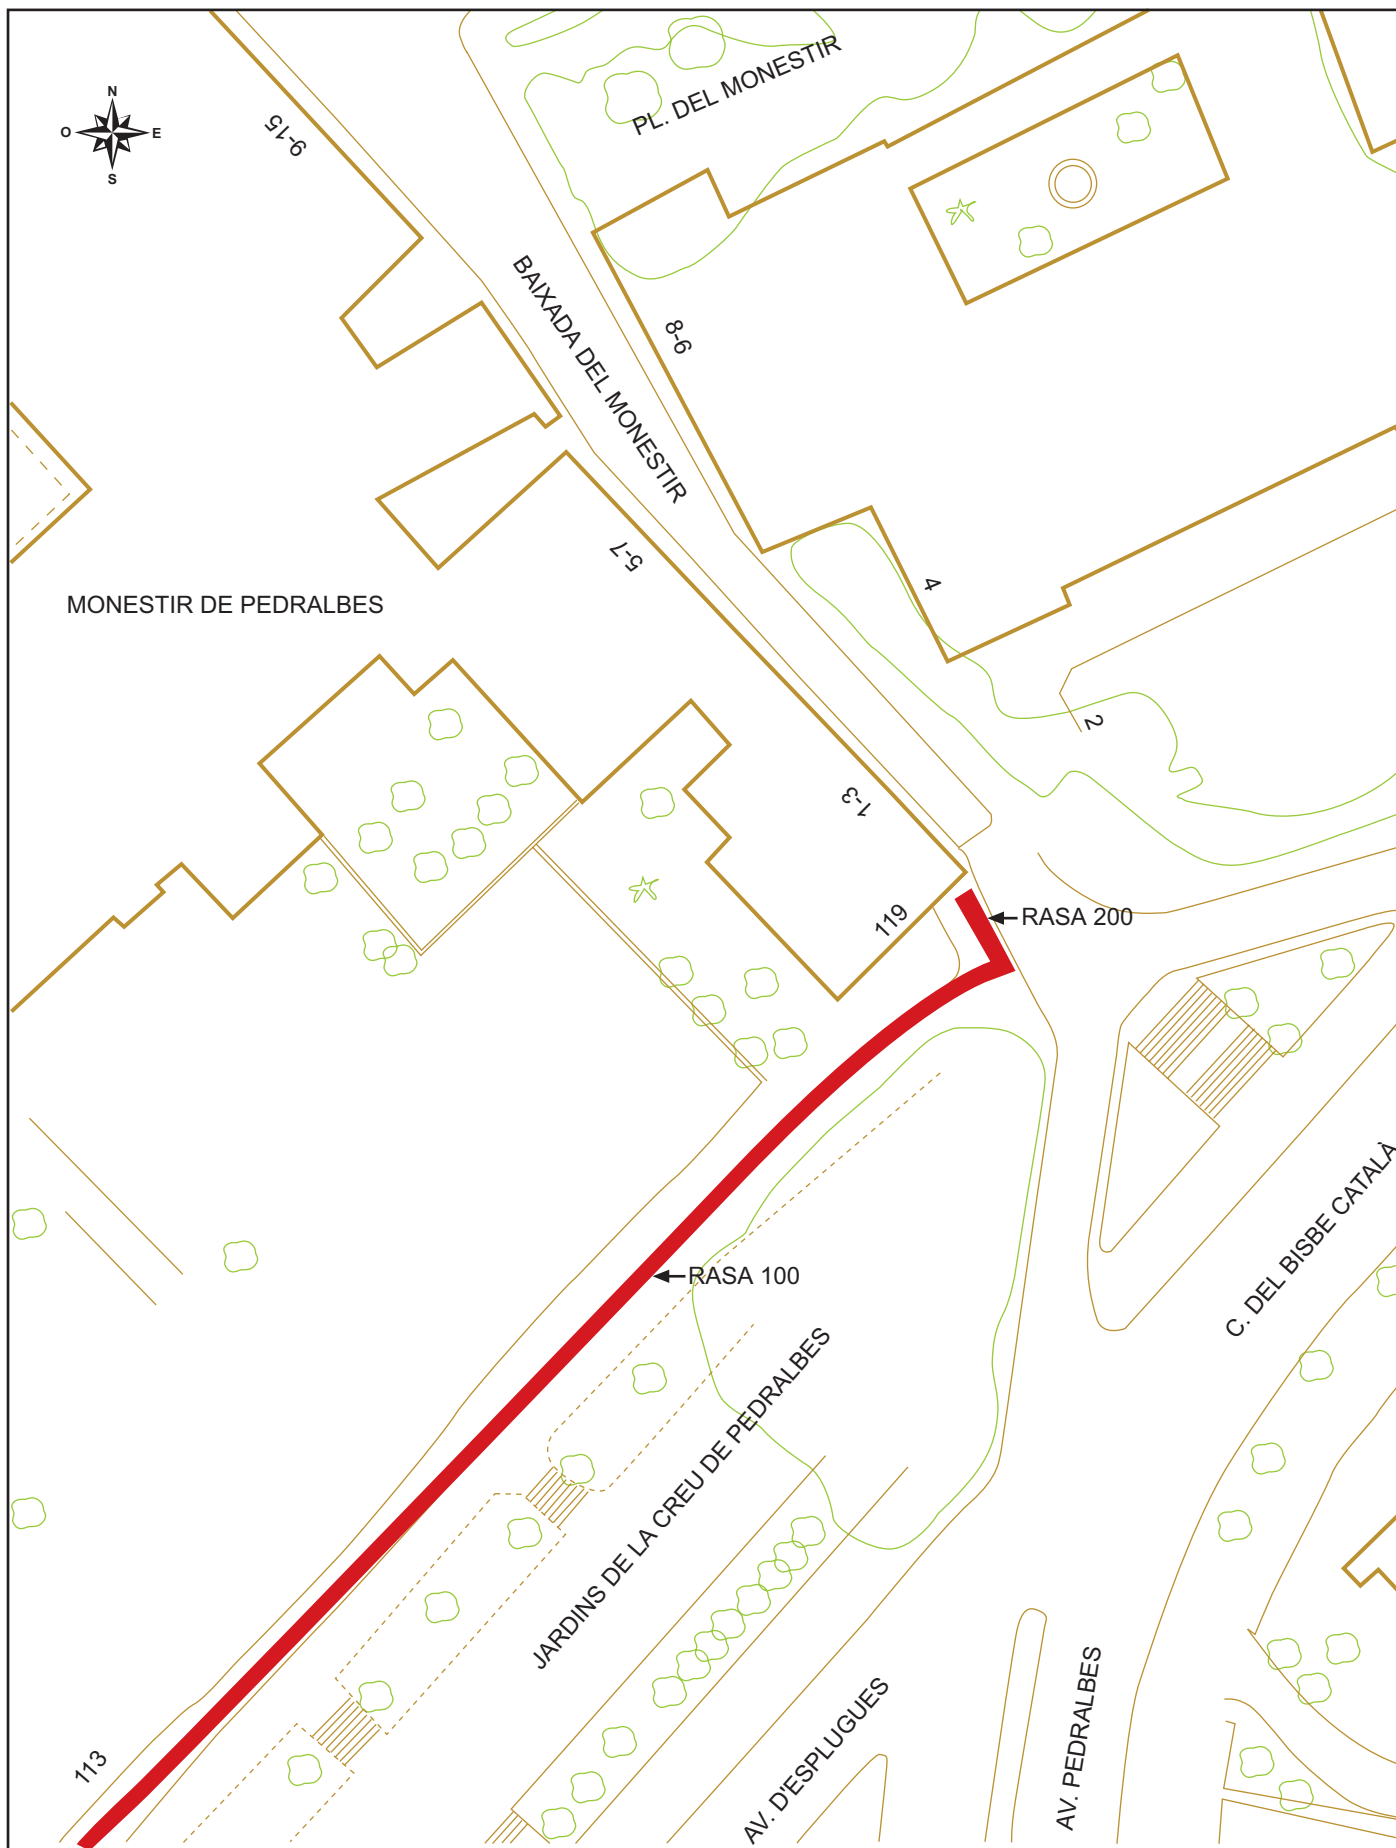 N
O
E
S
9-15
PL. DEL MONESTIR
BAIXADA DEL MONESTIR
8-6
5-7
4
MONESTIR DE PEDRALBES
2
1-3
119
RASA 200
C. DEL BISBE CATALÀ
RASA 100
JARDINS DE LA CREU DE PEDRALBES
113
AV. D'ESPLUGUES
AV. PEDRALBES